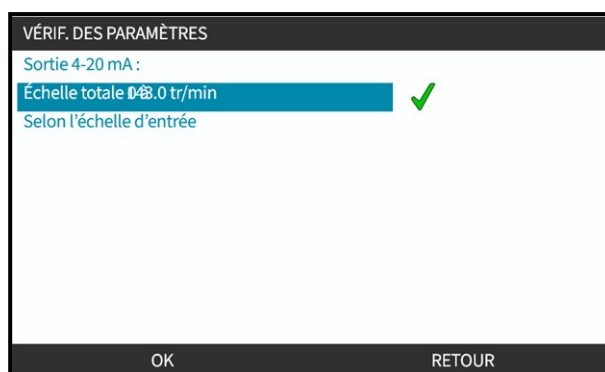 VÉRIF. DES PARAMÈTRES
Sortie 4-20 mA :
Échelle totale tr/min
Selon l’échelle d’entrée
OK
RETOUR